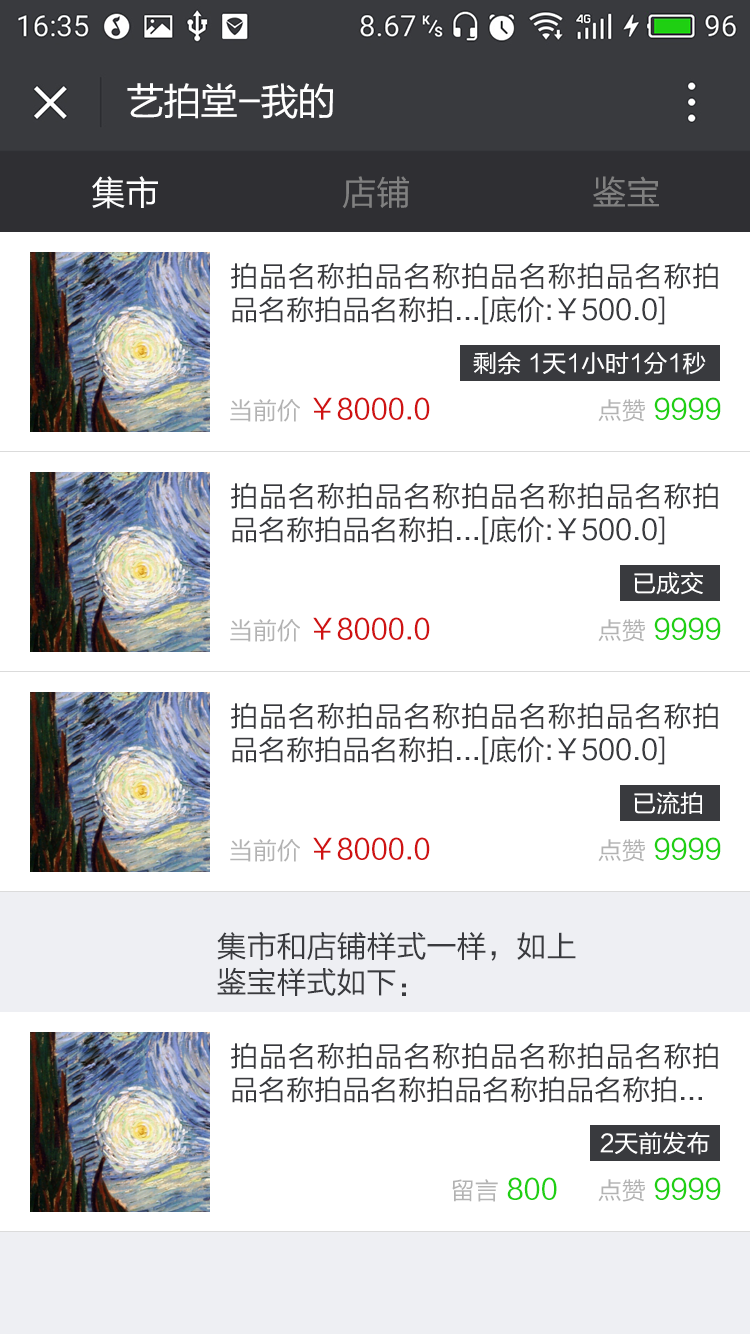 16:35 8.67 K/s 4G 96
艺拍堂–我的
集市 店铺 鉴宝
拍品名称拍品名称拍品名称拍品名称拍
品名称拍品名称拍...[底价:￥500.0]
剩余 1天1小时1分1秒
当前价 ￥8000.0 点赞 9999
拍品名称拍品名称拍品名称拍品名称拍
品名称拍品名称拍...[底价:￥500.0]
已成交
当前价 ￥8000.0 点赞 9999
拍品名称拍品名称拍品名称拍品名称拍
品名称拍品名称拍...[底价:￥500.0]
已流拍
当前价 ￥8000.0 点赞 9999
集市和店铺样式一样，如上
鉴宝样式如下：
拍品名称拍品名称拍品名称拍品名称拍
品名称拍品名称拍品名称拍品名称拍...
2天前发布
留言 800 点赞 9999